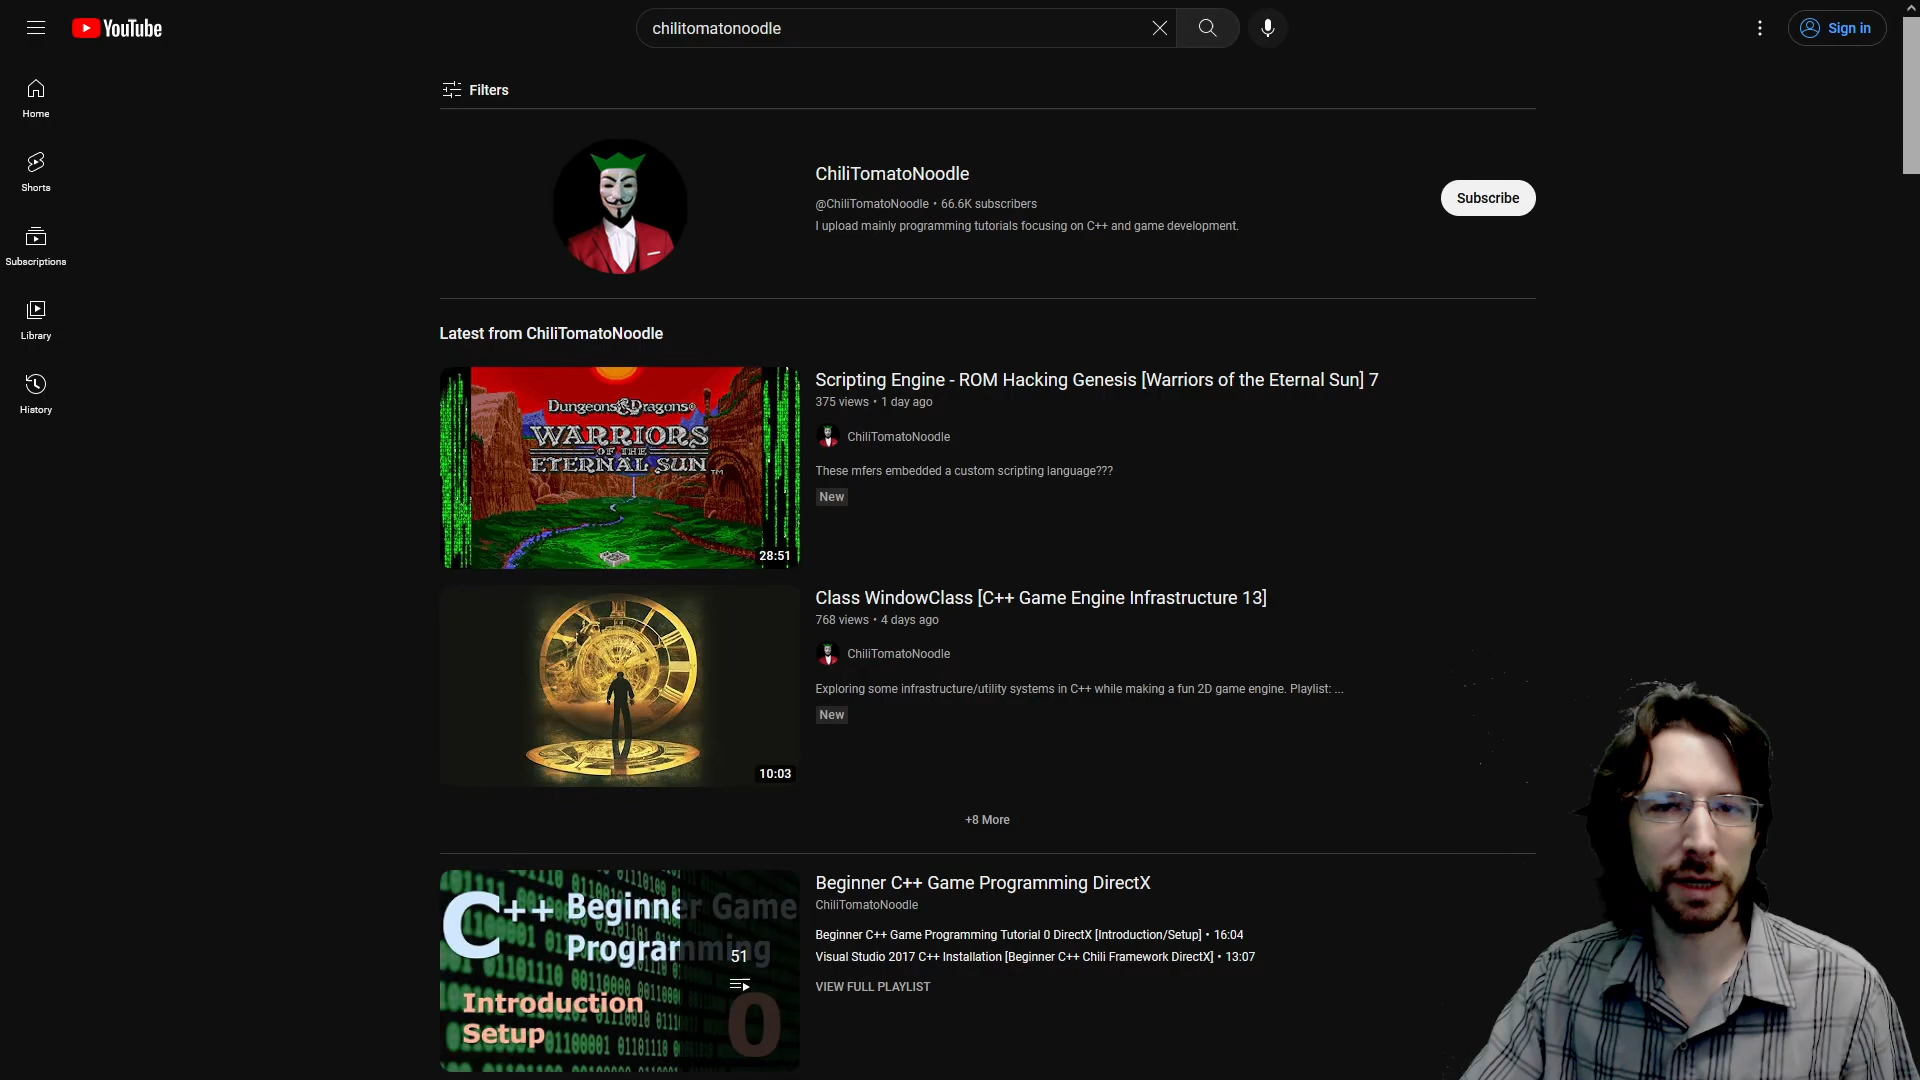 YouTube
chilitomatonoodle
Sign in
Home
Shorts
Subscriptions
Library
History
Filters
ChiliTomatoNoodle
@ChiliTomatoNoodle • 66.6K subscribers
I upload mainly programming tutorials focusing on C++ and game development.
Subscribe
Latest from ChiliTomatoNoodle
Dungeons & Dragons®
WARRIORS
OF THE
ETERNAL SUN™
28:51
Scripting Engine - ROM Hacking Genesis [Warriors of the Eternal Sun] 7
375 views • 1 day ago
ChiliTomatoNoodle
These mfers embedded a custom scripting language???
New
10:03
Class WindowClass [C++ Game Engine Infrastructure 13]
768 views • 4 days ago
ChiliTomatoNoodle
Exploring some infrastructure/utility systems in C++ while making a fun 2D game engine. Playlist: ...
New
+8 More
C++ Beginner Game
Programming
Introduction
Setup
0
51
Beginner C++ Game Programming DirectX
ChiliTomatoNoodle
Beginner C++ Game Programming Tutorial 0 DirectX [Introduction/Setup] • 16:04
Visual Studio 2017 C++ Installation [Beginner C++ Chili Framework DirectX] • 13:07
VIEW FULL PLAYLIST